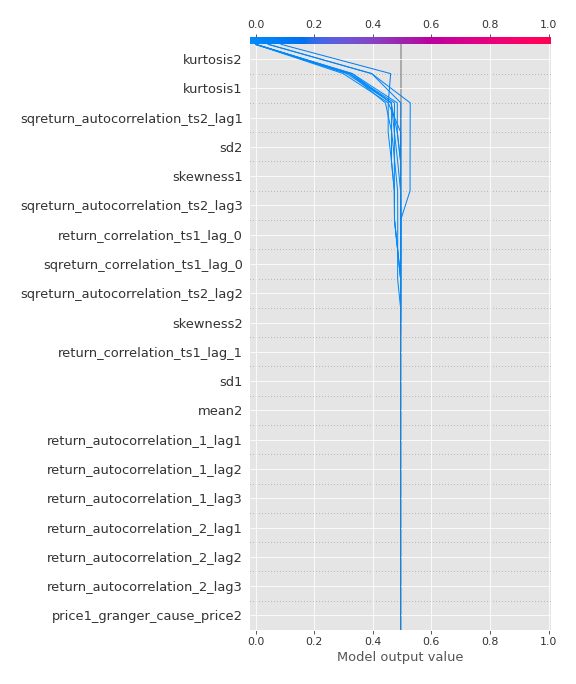 0.0 0.2 0.4 0.6 0.8 1.0
kurtosis2
kurtosis1
sqreturn_autocorrelation_ts2_lag1
sd2
skewness1
sqreturn_autocorrelation_ts2_lag3
return_correlation_ts1_lag_0
sqreturn_correlation_ts1_lag_0
sqreturn_autocorrelation_ts2_lag2
skewness2
return_correlation_ts1_lag_1
sd1
mean2
return_autocorrelation_1_lag1
return_autocorrelation_1_lag2
return_autocorrelation_1_lag3
return_autocorrelation_2_lag1
return_autocorrelation_2_lag2
return_autocorrelation_2_lag3
price1_granger_cause_price2
0.0 0.2 0.4 0.6 0.8 1.0
Model output value